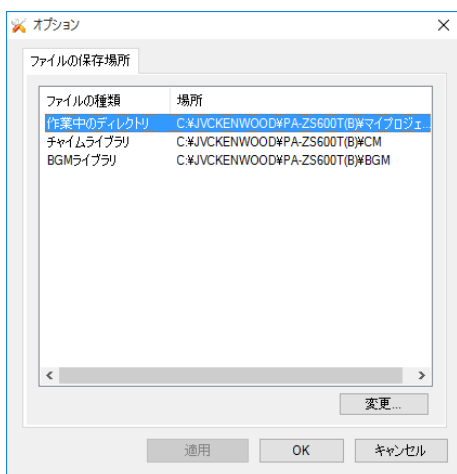 オプション
ファイルの保存場所
ファイルの種類 場所
作業中のディレクトリ C:¥JVCKENWOOD¥PA-ZS600T(B)¥マイプロジェ...
チャイムライブラリ C:¥JVCKENWOOD¥PA-ZS600T(B)¥CM
BGMライブラリ C:¥JVCKENWOOD¥PA-ZS600T(B)¥BGM
変更...
適用 OK キャンセル